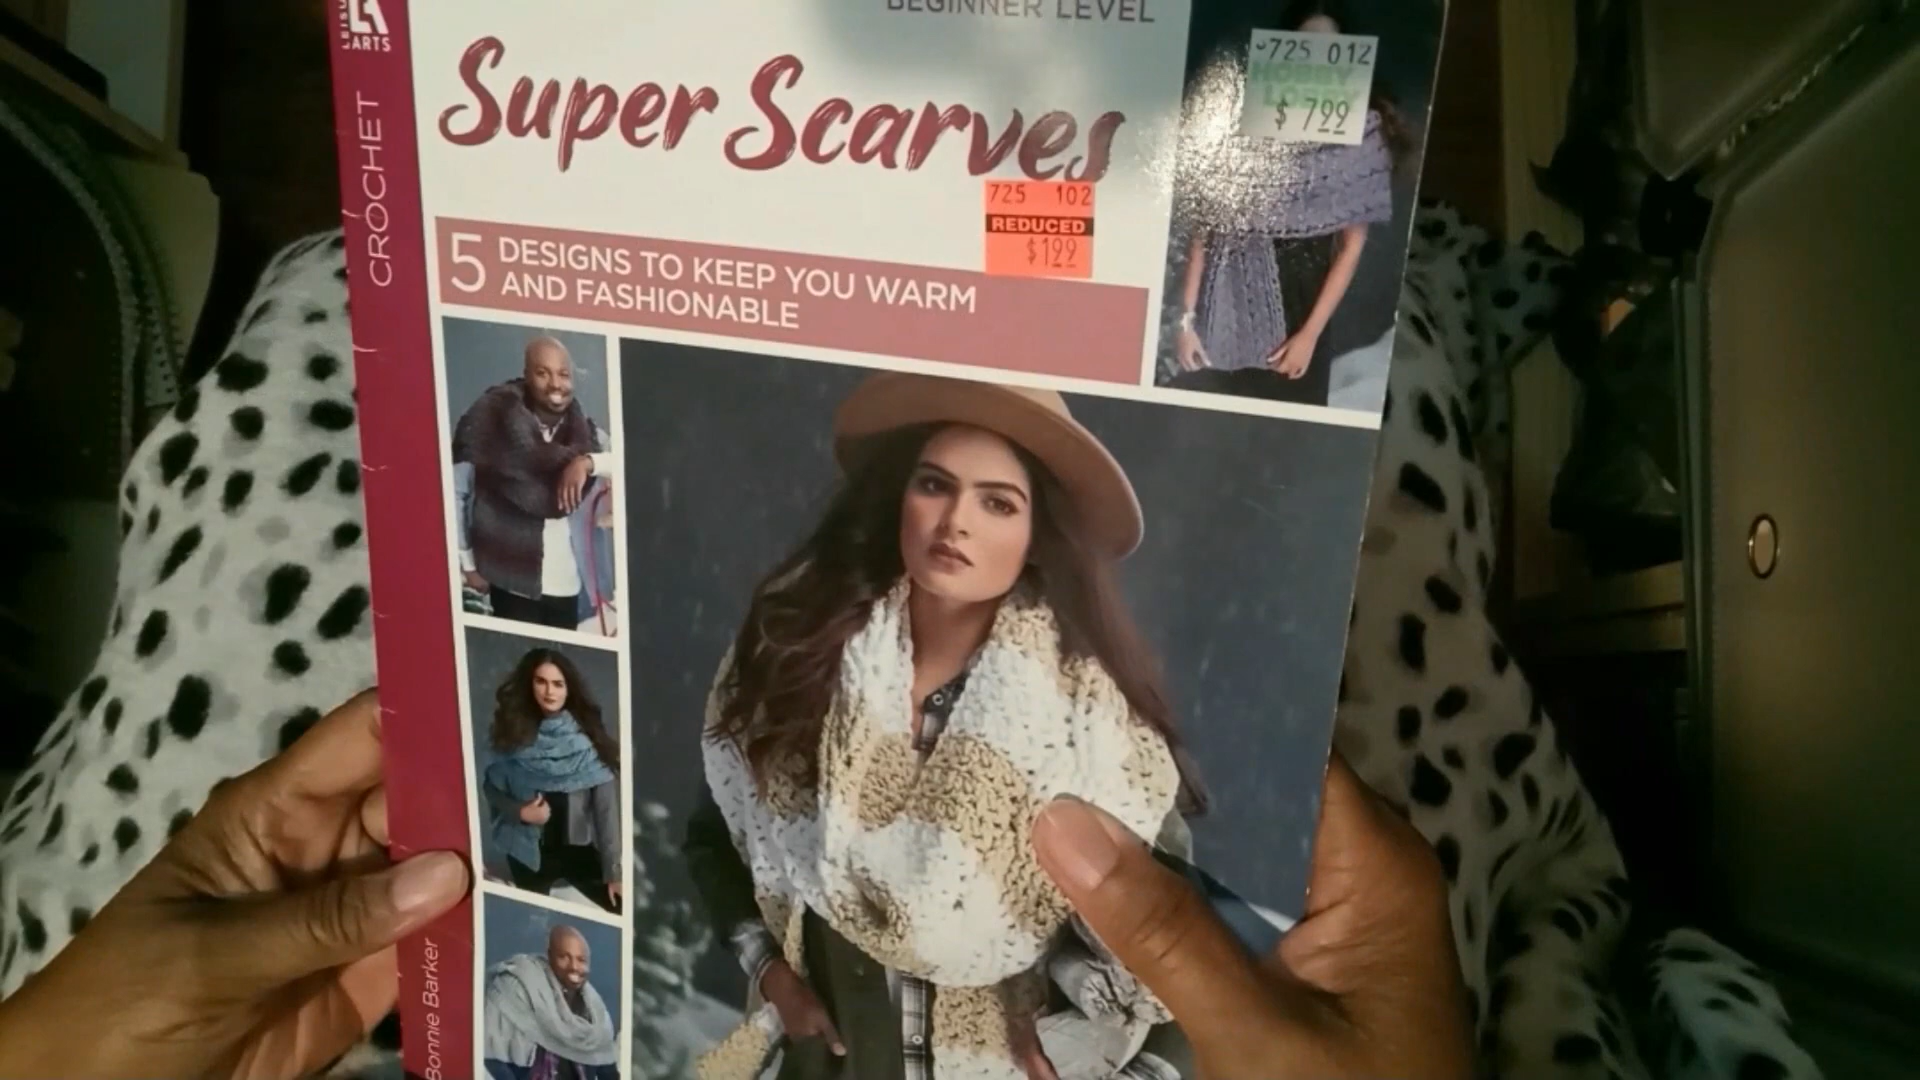 LEISURE
ARTS
BEGINNER LEVEL
725 012
HOBBY
LOBBY
$ 7.99
Super Scarves
725 102
REDUCED
$1.99
5 DESIGNS TO KEEP YOU WARM
AND FASHIONABLE
CROCHET
Bonnie Barker